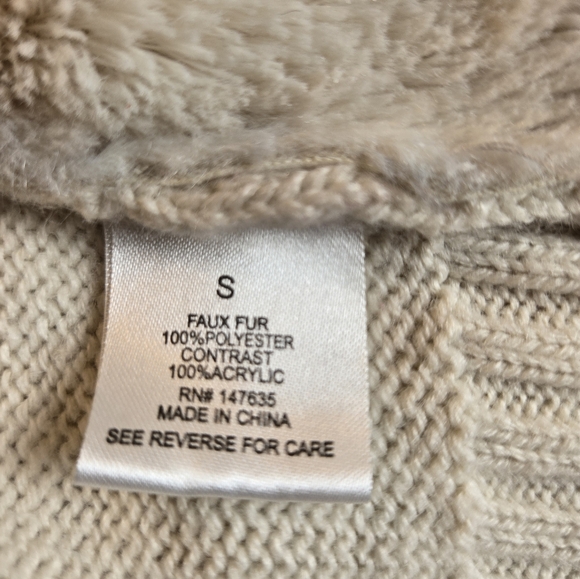 S
FAUX FUR
100%POLYESTER
CONTRAST
100%ACRYLIC
RN# 147635
MADE IN CHINA
SEE REVERSE FOR CARE